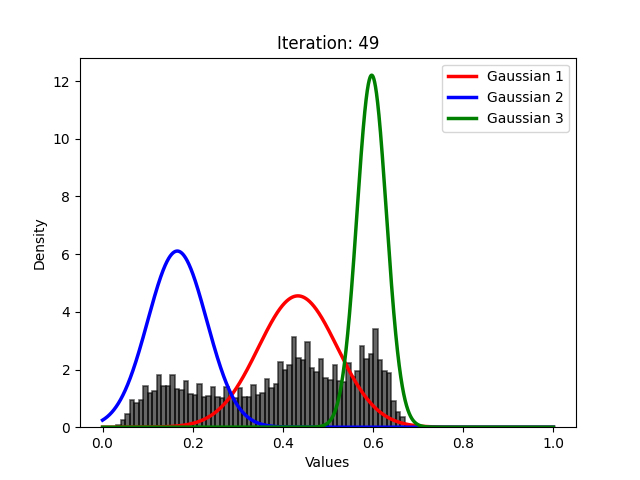 Iteration: 49
Gaussian 1
Gaussian 2
Gaussian 3
Density
12
10
8
6
4
2
0
0.0 0.2 0.4 0.6 0.8 1.0
Values